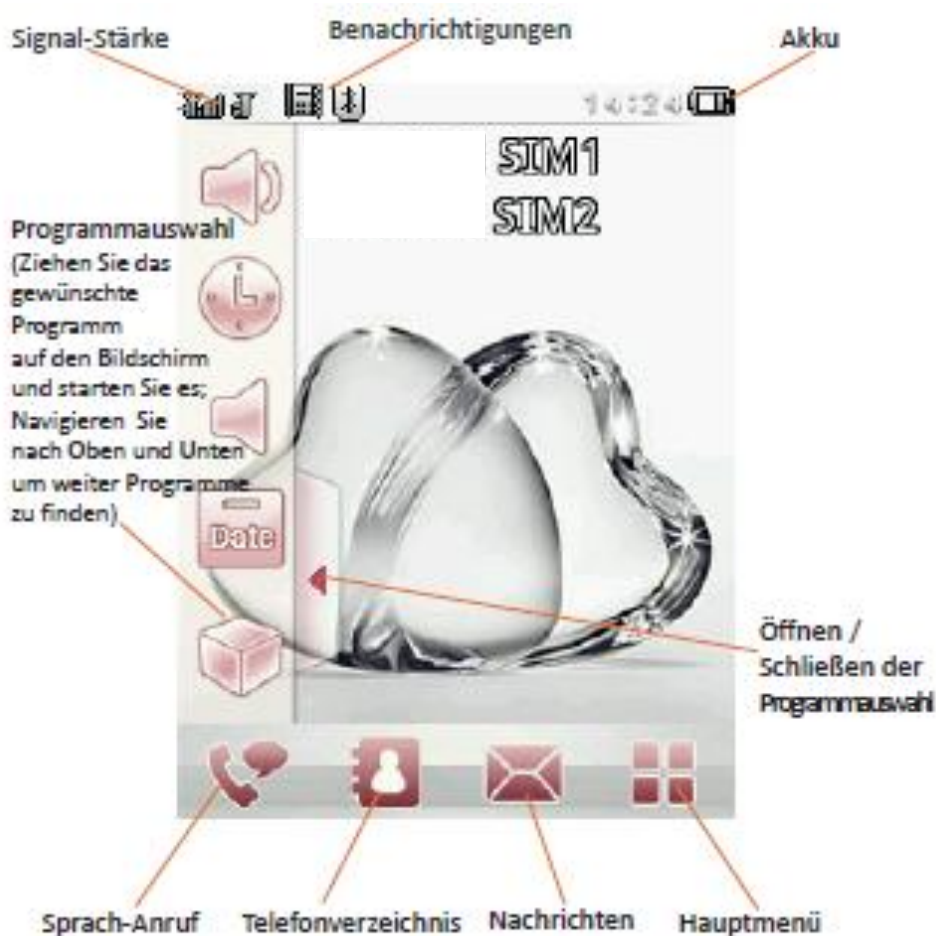 Signal-Stärke
Benachrichtigungen
Akku
14:24
SIM1
SIM2
Programmauswahl
(Ziehen Sie das
gewünschte
Programm
auf den Bildschirm
und starten Sie es;
Navigieren Sie
nach Oben und Unten
um weiter Programme
zu finden)
Date
Öffnen /
Schließen der
Programmauswahl
Sprach-Anruf
Telefonverzeichnis
Nachrichten
Hauptmenü